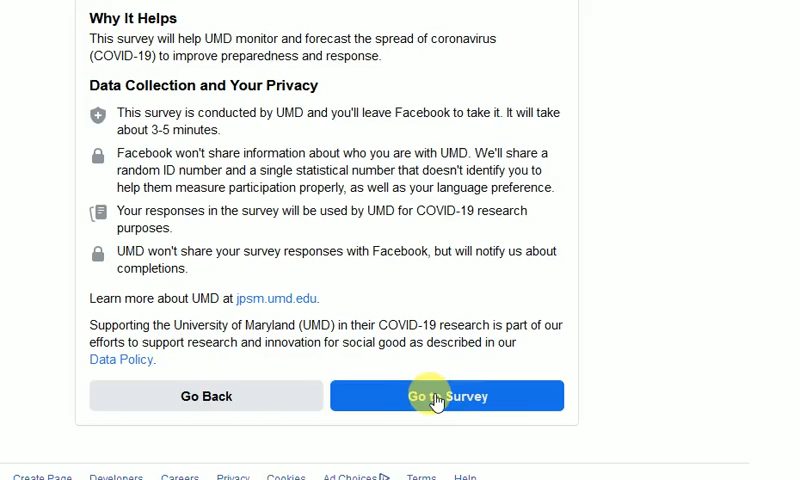 Why It Helps
This survey will help UMD monitor and forecast the spread of coronavirus
(COVID-19) to improve preparedness and response.
Data Collection and Your Privacy
This survey is conducted by UMD and you'll leave Facebook to take it. It will take
about 3-5 minutes.
Facebook won't share information about who you are with UMD. We'll share a
random ID number and a single statistical number that doesn't identify you to
help them measure participation properly, as well as your language preference.
Your responses in the survey will be used by UMD for COVID-19 research
purposes.
UMD won't share your survey responses with Facebook, but will notify us about
completions.
Learn more about UMD at jpsm.umd.edu.
Supporting the University of Maryland (UMD) in their COVID-19 research is part of our
efforts to support research and innovation for social good as described in our
Data Policy.
Go Back
Go to Survey
Create Page Developers Careers Privacy Cookies Ad Choices Terms Help